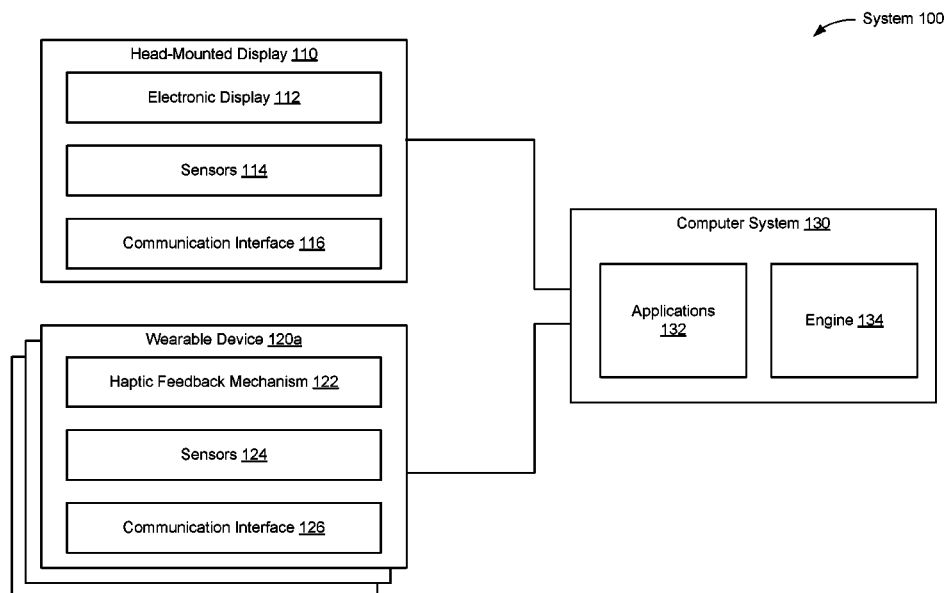 System 100
Head-Mounted Display 110
Electronic Display 112
Sensors 114
Communication Interface 116
Computer System 130
Applications
132
Engine 134
Wearable Device 120a
Haptic Feedback Mechanism 122
Sensors 124
Communication Interface 126